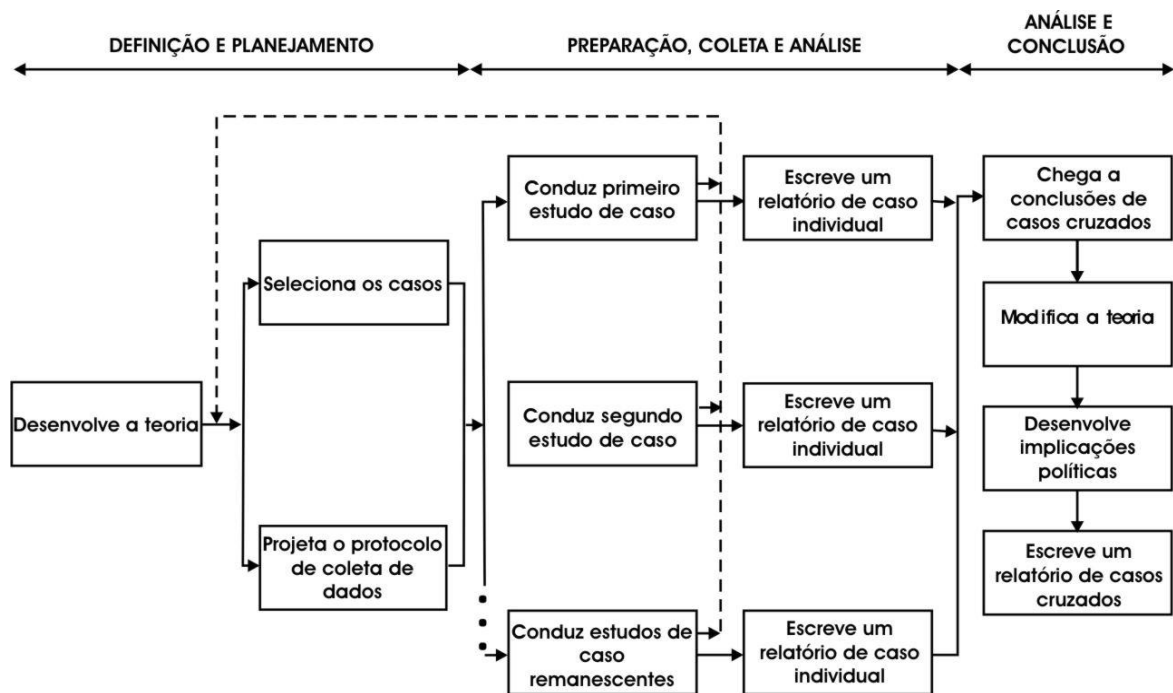 DEFINIÇÃO E PLANEJAMENTO
PREPARAÇÃO, COLETA E ANÁLISE
ANÁLISE E
CONCLUSÃO
Desenvolve a teoria
Seleciona os casos
Projeta o protocolo
de coleta de
dados
Conduz primeiro
estudo de caso
Escreve um
relatório de caso
individual
Conduz segundo
estudo de caso
Escreve um
relatório de caso
individual
Conduz estudos de
caso
remanescentes
Escreve um
relatório de caso
individual
Chega a
conclusões de
casos cruzados
Modifica a teoria
Desenvolve
implicações
políticas
Escreve um
relatório de casos
cruzados